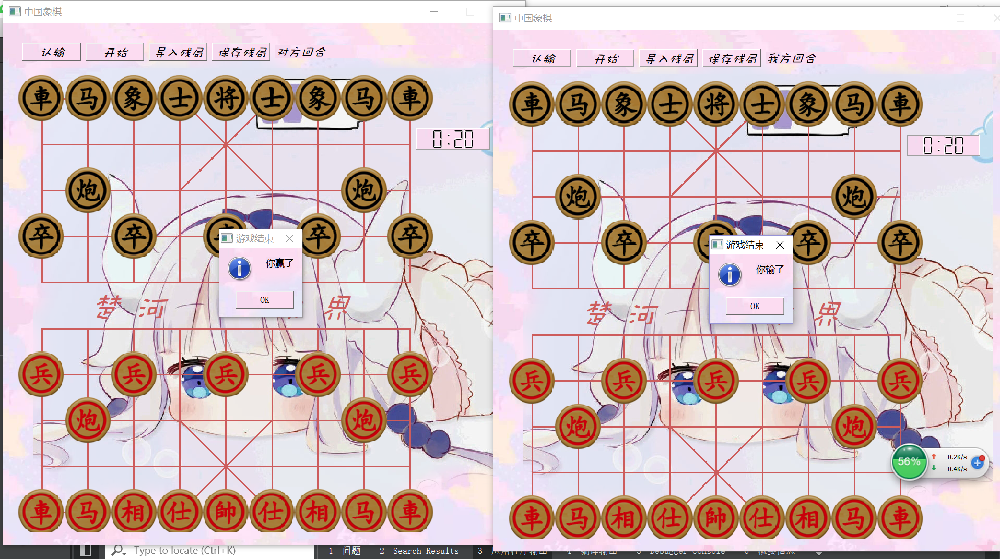 中国象棋
认输 开始 导入残局 保存残局 对方回合
車马象士将士象马車
0:20
炮 炮
卒 卒 卒 卒
游戏结束
你赢了
OK
楚河 界
兵 兵 兵 兵 兵
炮 炮
車马相仕帥仕相马車
中国象棋
认输 开始 导入残局 保存残局 我方回合
車马象士将士象马車
0:20
炮 炮
卒 卒 卒 卒
游戏结束
你输了
OK
楚河 界
兵 兵 兵 兵 兵
炮 炮
56% 0.2K/s
0.4K/s
車马相仕帥仕相马車
Type to locate (Ctrl+K) 1 问题 2 Search Results 3 应用程序输出 4 编译输出 5 Debugger Console 6 概要信息